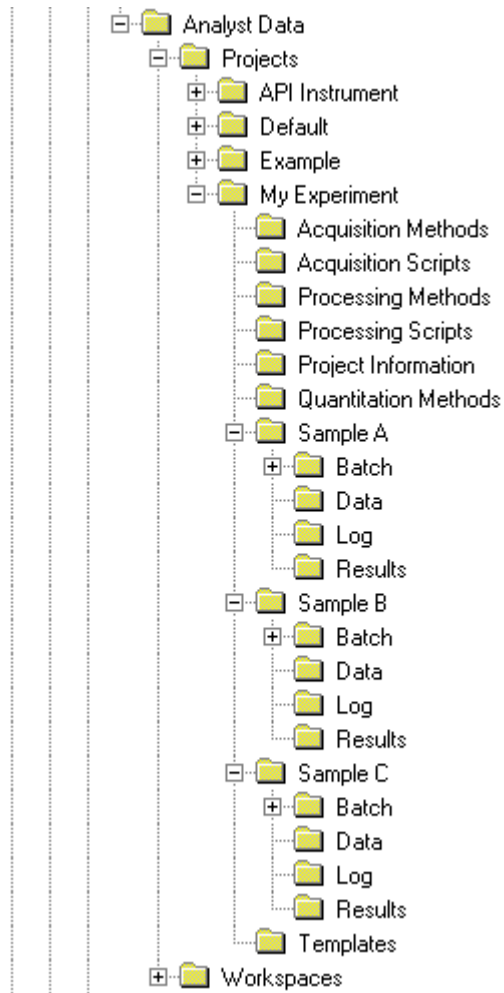 Analyst Data
Projects
API Instrument
Default
Example
My Experiment
Acquisition Methods
Acquisition Scripts
Processing Methods
Processing Scripts
Project Information
Quantitation Methods
Sample A
Batch
Data
Log
Results
Sample B
Batch
Data
Log
Results
Sample C
Batch
Data
Log
Results
Templates
Workspaces